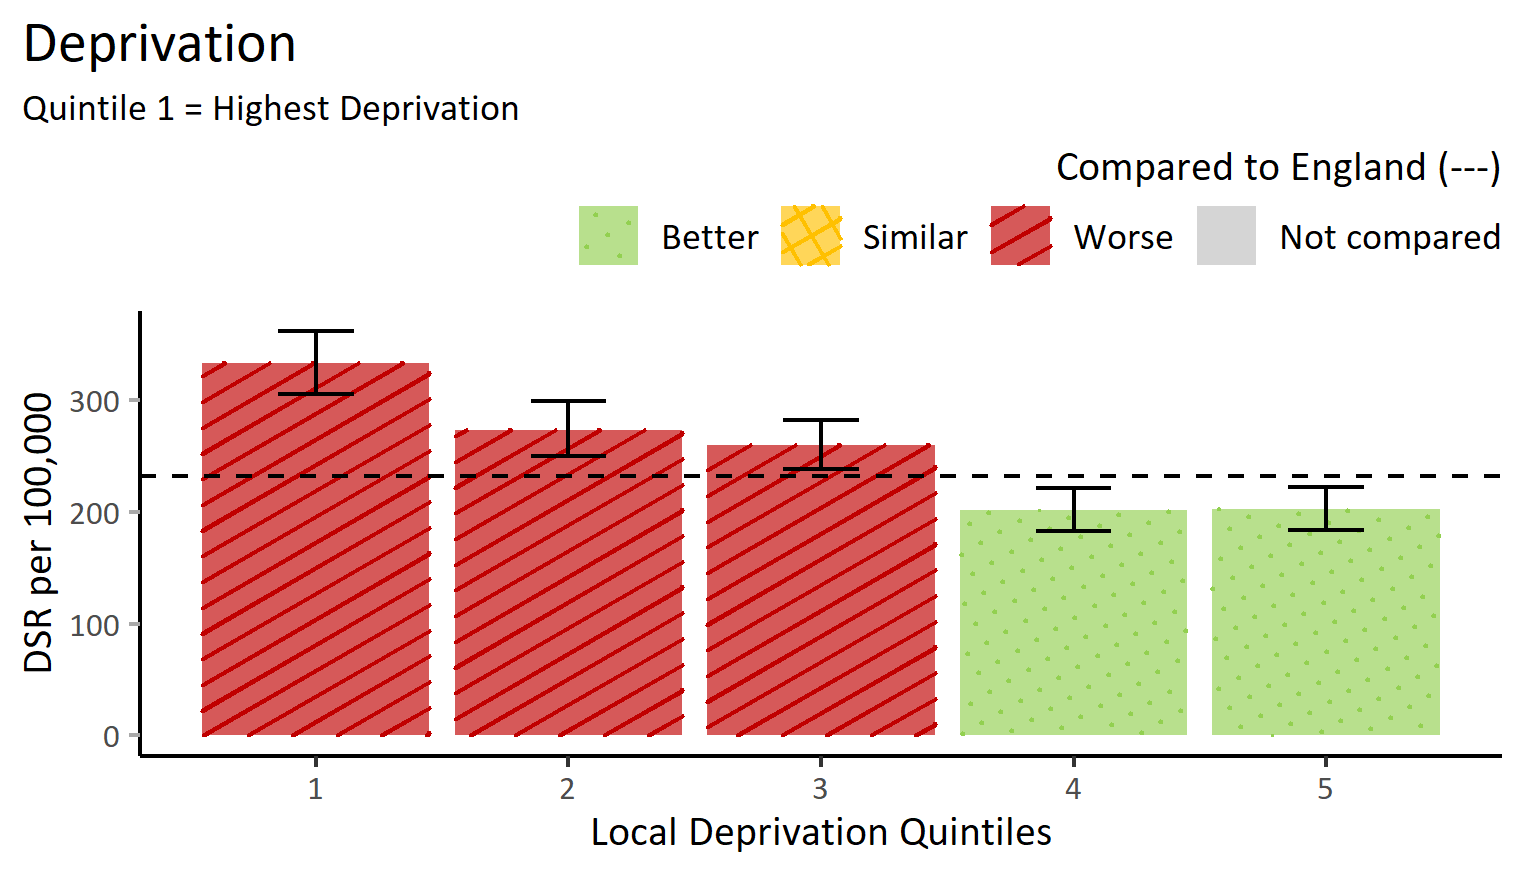 Deprivation
Quintile 1 = Highest Deprivation
Compared to England (---)
Better Similar Worse Not compared
DSR per 100,000
300
200
100
0
1 2 3 4 5
Local Deprivation Quintiles